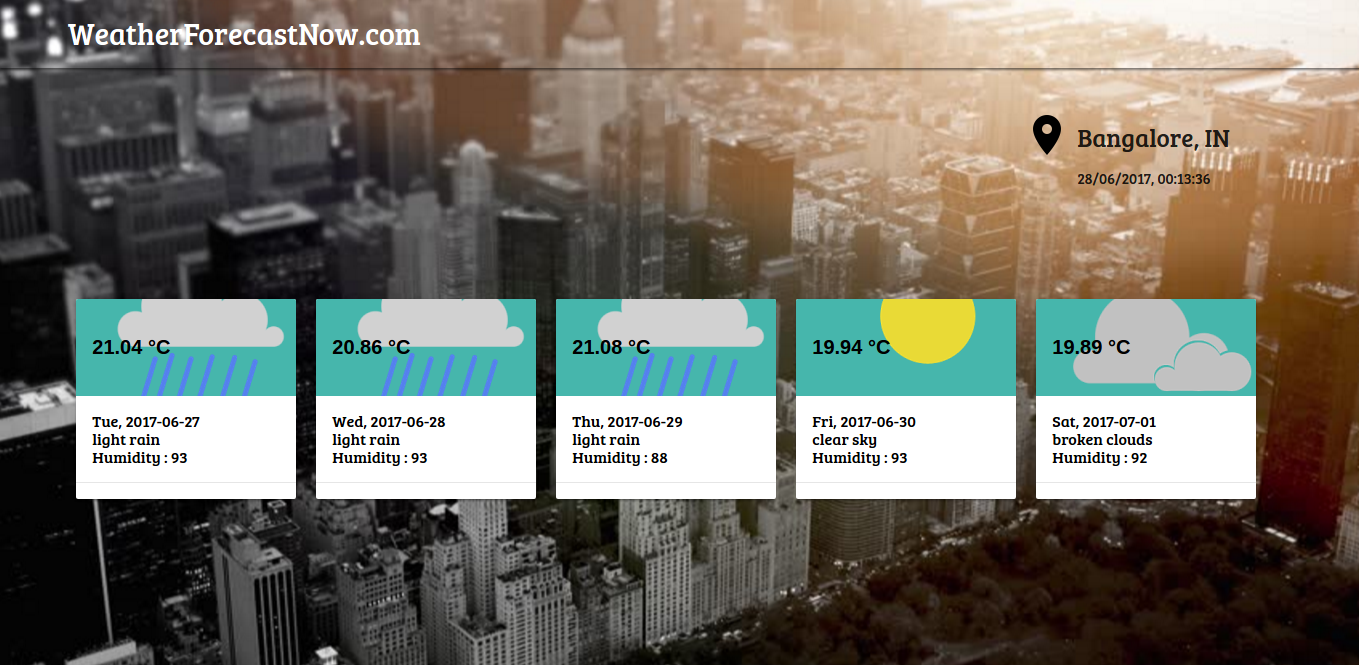 WeatherForecastNow.com
Bangalore, IN
28/06/2017, 00:13:36
21.04 °C
Tue, 2017-06-27
light rain
Humidity : 93
20.86 °C
Wed, 2017-06-28
light rain
Humidity : 93
21.08 °C
Thu, 2017-06-29
light rain
Humidity : 88
19.94 °C
Fri, 2017-06-30
clear sky
Humidity : 93
19.89 °C
Sat, 2017-07-01
broken clouds
Humidity : 92